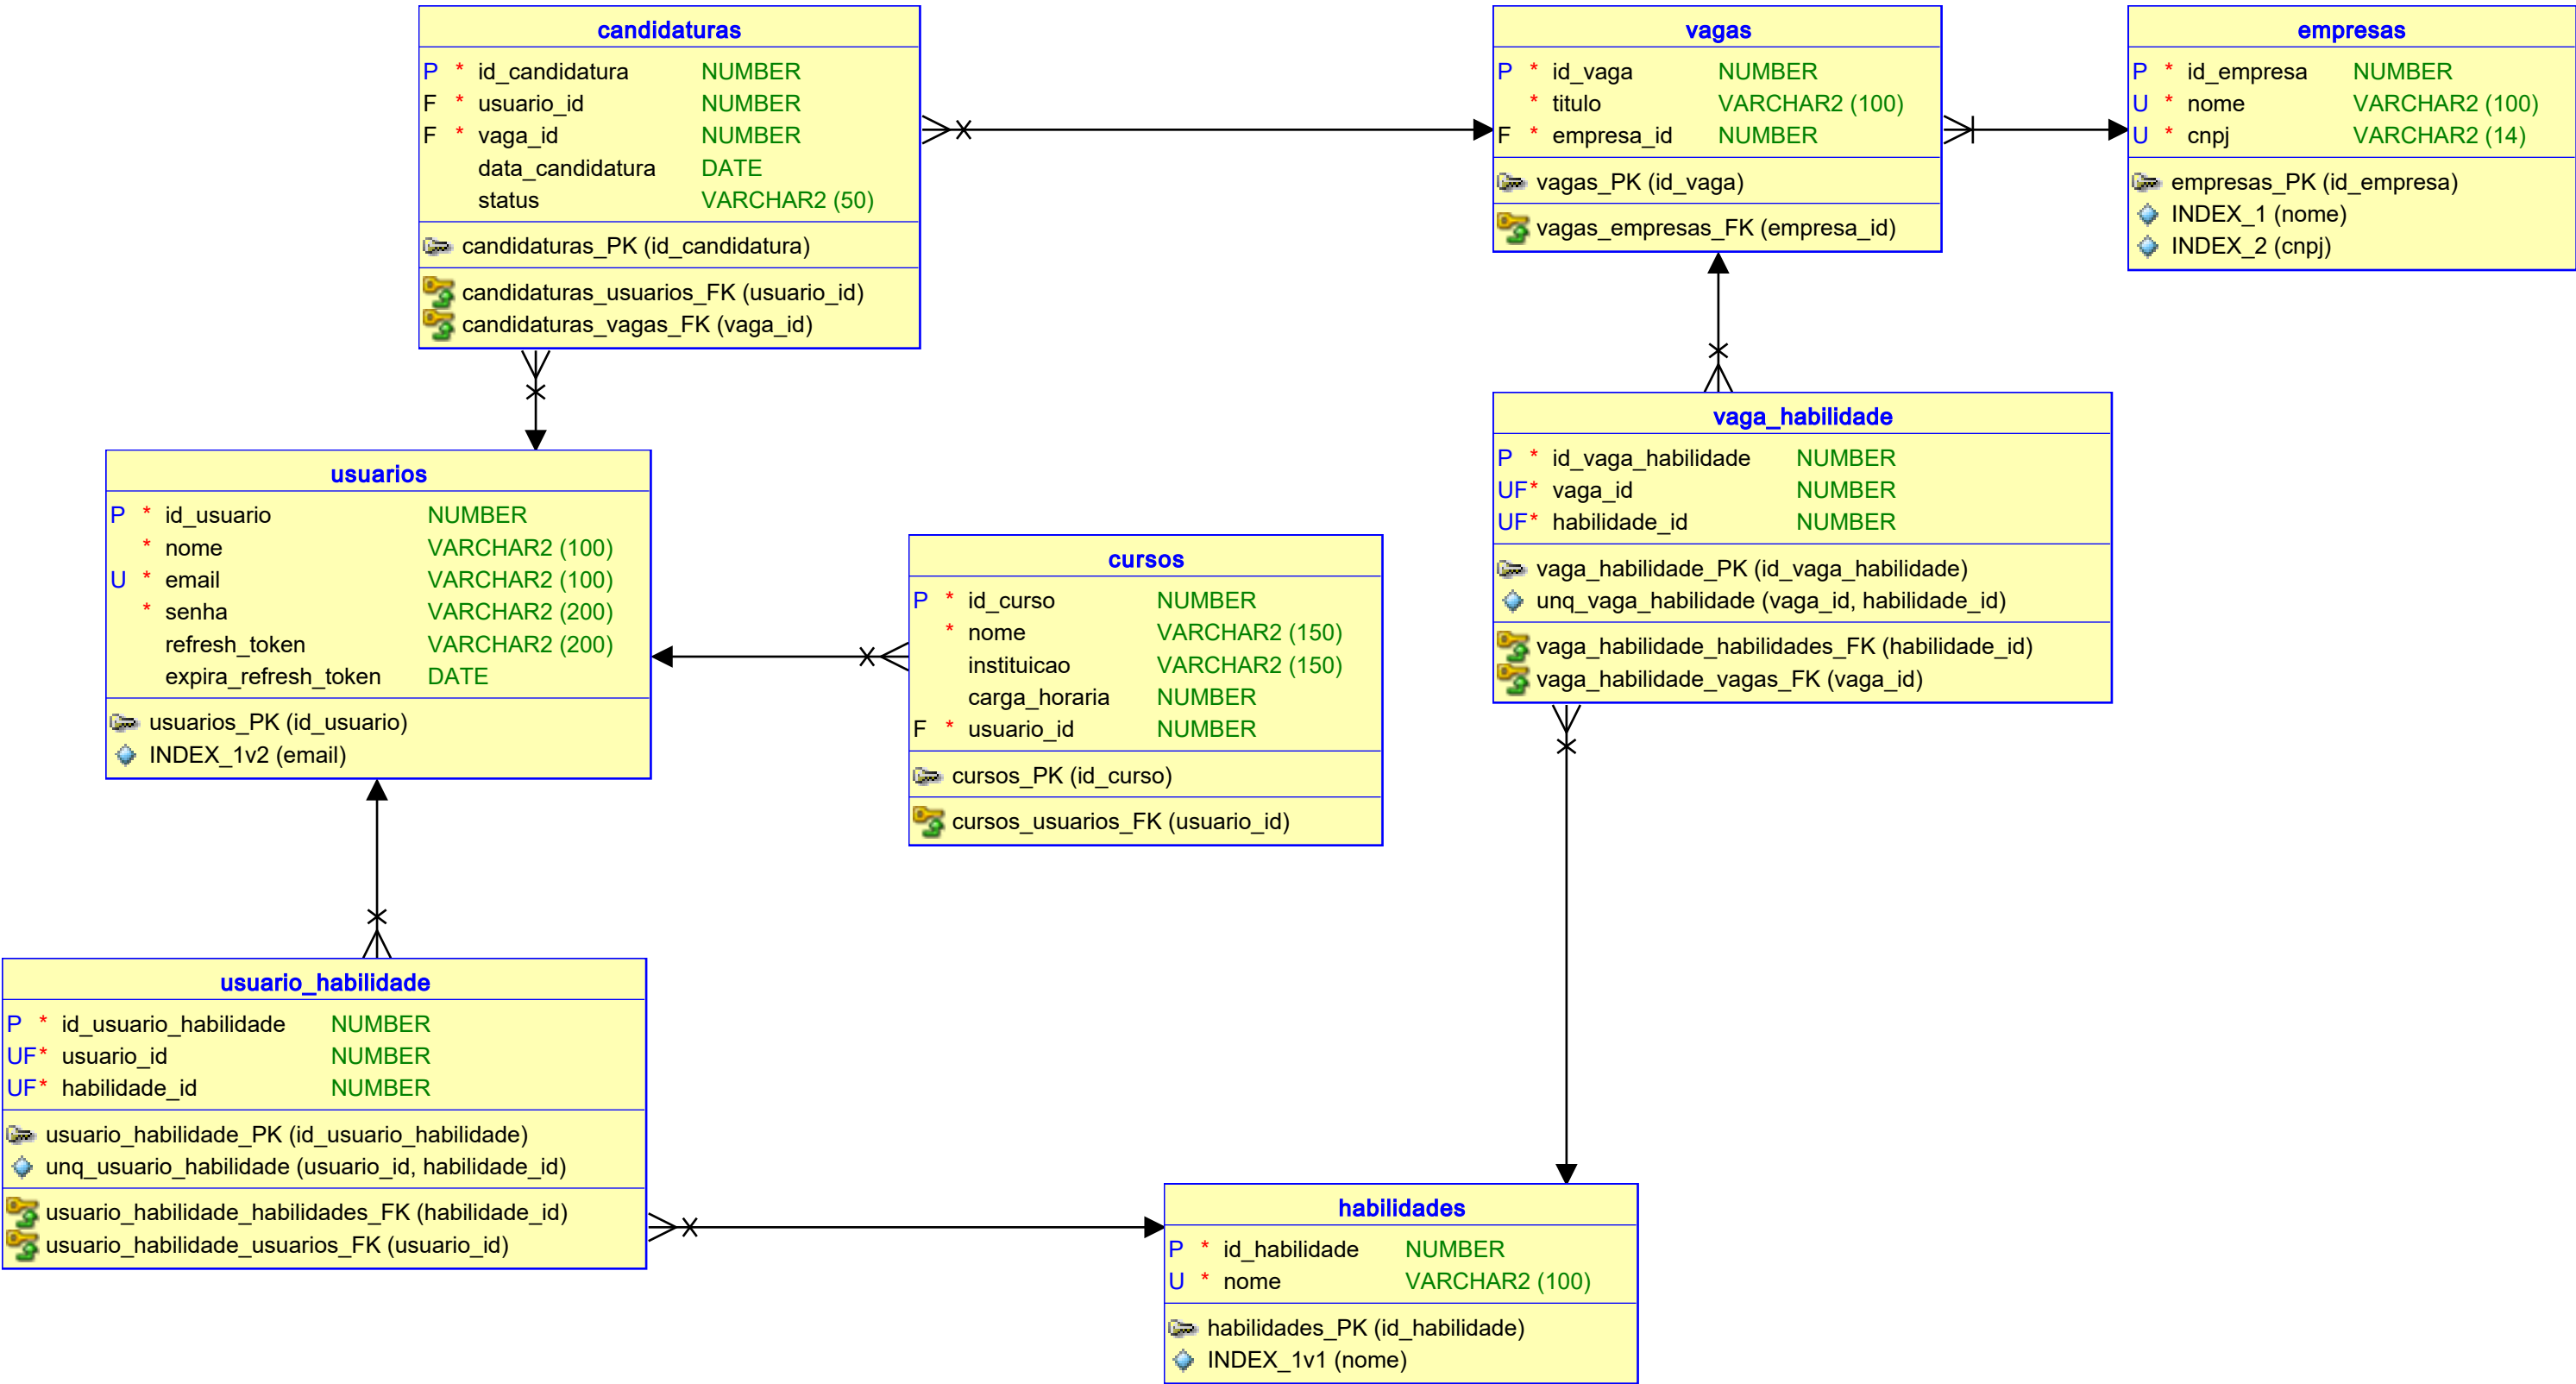 candidaturas
P * id_candidatura NUMBER
F * usuario_id NUMBER
F * vaga_id NUMBER
data_candidatura DATE
status VARCHAR2 (50)
candidaturas_PK (id_candidatura)
candidaturas_usuarios_FK (usuario_id)
candidaturas_vagas_FK (vaga_id)
vagas
P * id_vaga NUMBER
* titulo VARCHAR2 (100)
F * empresa_id NUMBER
vagas_PK (id_vaga)
vagas_empresas_FK (empresa_id)
empresas
P * id_empresa NUMBER
U * nome VARCHAR2 (100)
U * cnpj VARCHAR2 (14)
empresas_PK (id_empresa)
INDEX_1 (nome)
INDEX_2 (cnpj)
usuarios
P * id_usuario NUMBER
* nome VARCHAR2 (100)
U * email VARCHAR2 (100)
* senha VARCHAR2 (200)
refresh_token VARCHAR2 (200)
expira_refresh_token DATE
usuarios_PK (id_usuario)
INDEX_1v2 (email)
cursos
P * id_curso NUMBER
* nome VARCHAR2 (150)
instituicao VARCHAR2 (150)
carga_horaria NUMBER
F * usuario_id NUMBER
cursos_PK (id_curso)
cursos_usuarios_FK (usuario_id)
vaga_habilidade
P * id_vaga_habilidade NUMBER
UF* vaga_id NUMBER
UF* habilidade_id NUMBER
vaga_habilidade_PK (id_vaga_habilidade)
unq_vaga_habilidade (vaga_id, habilidade_id)
vaga_habilidade_habilidades_FK (habilidade_id)
vaga_habilidade_vagas_FK (vaga_id)
usuario_habilidade
P * id_usuario_habilidade NUMBER
UF* usuario_id NUMBER
UF* habilidade_id NUMBER
usuario_habilidade_PK (id_usuario_habilidade)
unq_usuario_habilidade (usuario_id, habilidade_id)
usuario_habilidade_habilidades_FK (habilidade_id)
usuario_habilidade_usuarios_FK (usuario_id)
habilidades
P * id_habilidade NUMBER
U * nome VARCHAR2 (100)
habilidades_PK (id_habilidade)
INDEX_1v1 (nome)